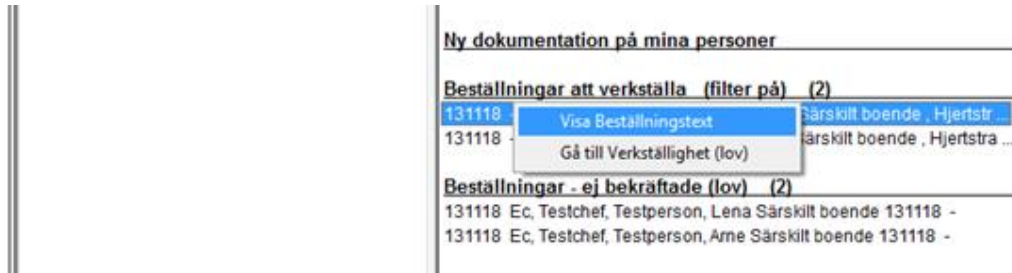 Ny dokumentation på mina personer
Beställningar att verkställa (filter på) (2)
131118 - Särskilt boende , Hjertstr ...
Visa Beställningstext
131118 - särskilt boende , Hjertstra ...
Gå till Verkställighet (lov)
Beställningar - ej bekräftade (lov) (2)
131118 Ec, Testchef, Testperson, Lena Särskilt boende 131118 -
131118 Ec, Testchef, Testperson, Arne Särskilt boende 131118 -